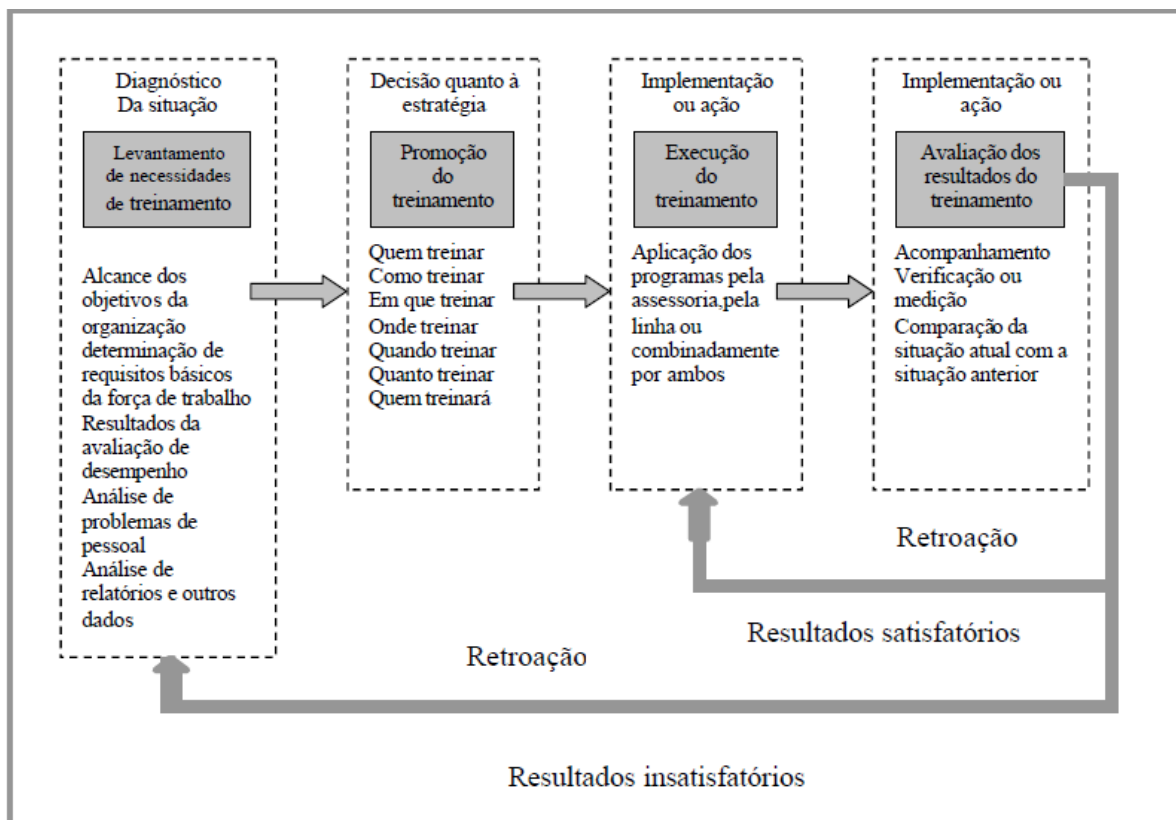 Diagnóstico
Da situação
Levantamento
de necessidades
de treinamento
Alcance dos
objetivos da
organização
determinação de
requisitos básicos
da força de trabalho
Resultados da
avaliação de
desempenho
Análise de
problemas de
pessoal
Análise de
relatórios e outros
dados
Decisão quanto à
estratégia
Promoção
do
treinamento
Quem treinar
Como treinar
Em que treinar
Onde treinar
Quando treinar
Quanto treinar
Quem treinará
Implementação
ou ação
Execução
do
treinamento
Aplicação dos
programas pela
assessoria,pela
linha ou
combinadamente
por ambos
Implementação ou
ação
Avaliação dos
resultados do
treinamento
Acompanhamento
Verificação ou
medição
Comparação da
situação atual com a
situação anterior
Retroação
Resultados satisfatórios
Retroação
Resultados insatisfatórios